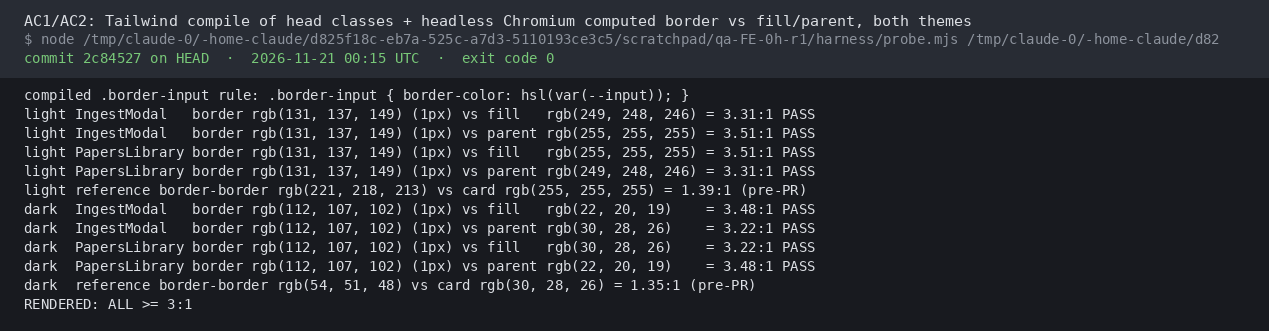 AC1/AC2: Tailwind compile of head classes + headless Chromium computed border vs fill/parent, both themes
$ node /tmp/claude-0/-home-claude/d825f18c-eb7a-525c-a7d3-5110193ce3c5/scratchpad/qa-FE-0h-r1/harness/probe.mjs /tmp/claude-0/-home-claude/d82
commit 2c84527 on HEAD  ·  2026-11-21 00:15 UTC  ·  exit code 0
compiled .border-input rule: .border-input { border-color: hsl(var(--input)); }
light IngestModal   border rgb(131, 137, 149) (1px) vs fill   rgb(249, 248, 246) = 3.31:1 PASS
light IngestModal   border rgb(131, 137, 149) (1px) vs parent rgb(255, 255, 255) = 3.51:1 PASS
light PapersLibrary border rgb(131, 137, 149) (1px) vs fill   rgb(255, 255, 255) = 3.51:1 PASS
light PapersLibrary border rgb(131, 137, 149) (1px) vs parent rgb(249, 248, 246) = 3.31:1 PASS
light reference border-border rgb(221, 218, 213) vs card rgb(255, 255, 255) = 1.39:1 (pre-PR)
dark  IngestModal   border rgb(112, 107, 102) (1px) vs fill   rgb(22, 20, 19)    = 3.48:1 PASS
dark  IngestModal   border rgb(112, 107, 102) (1px) vs parent rgb(30, 28, 26)    = 3.22:1 PASS
dark  PapersLibrary border rgb(112, 107, 102) (1px) vs fill   rgb(30, 28, 26)    = 3.22:1 PASS
dark  PapersLibrary border rgb(112, 107, 102) (1px) vs parent rgb(22, 20, 19)    = 3.48:1 PASS
dark  reference border-border rgb(54, 51, 48) vs card rgb(30, 28, 26) = 1.35:1 (pre-PR)
RENDERED: ALL >= 3:1